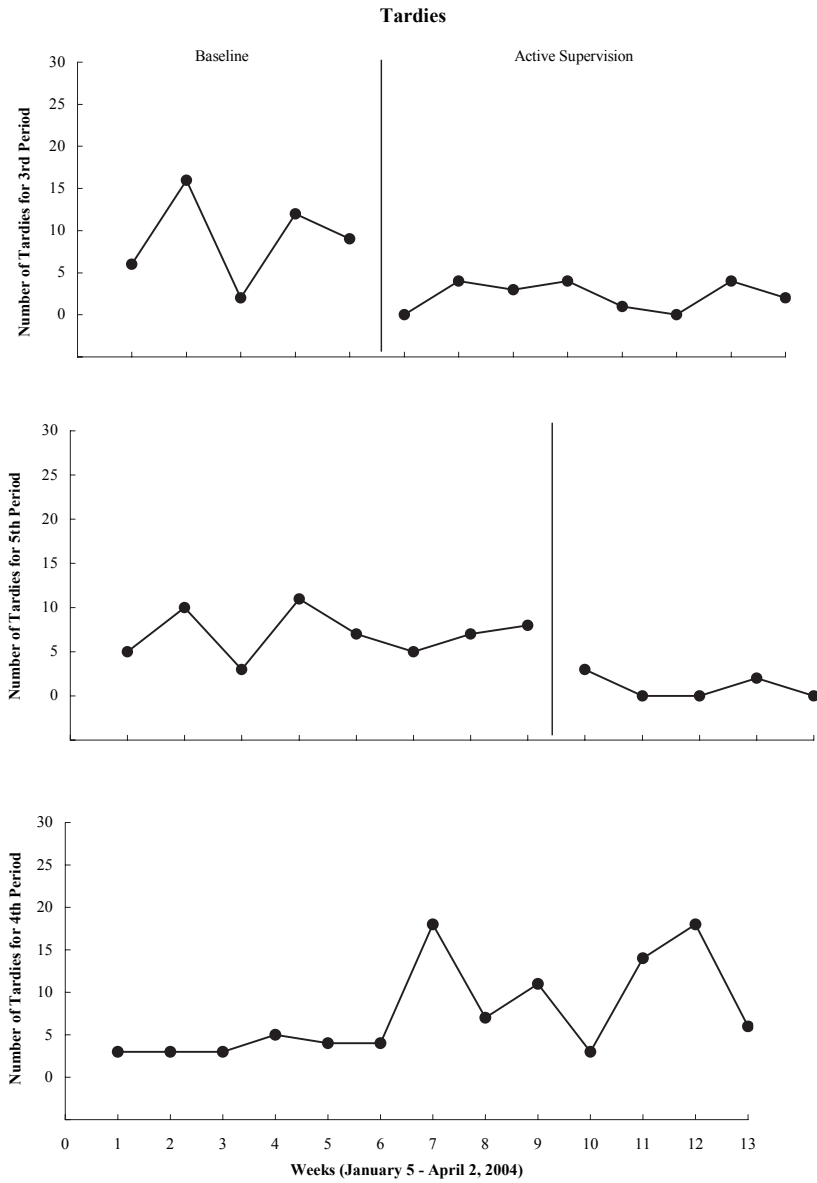 Tardies
Baseline
Active Supervision
Number of Tardies for 3rd Period
30
25
20
15
10
5
0
Number of Tardies for 5th Period
30
25
20
15
10
5
0
Number of Tardies for 4th Period
30
25
20
15
10
5
0
0 1 2 3 4 5 6 7 8 9 10 11 12 13
Weeks (January 5 - April 2, 2004)